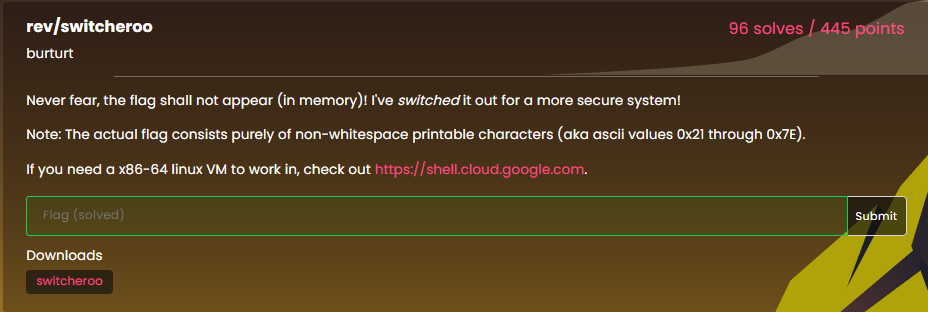 rev/switcheroo
96 solves / 445 points
burturt
Never fear, the flag shall not appear (in memory)! I've switched it out for a more secure system!
Note: The actual flag consists purely of non-whitespace printable characters (aka ascii values 0x21 through 0x7E).
If you need a x86-64 linux VM to work in, check out https://shell.cloud.google.com.
Flag (solved)
Submit
Downloads
switcheroo